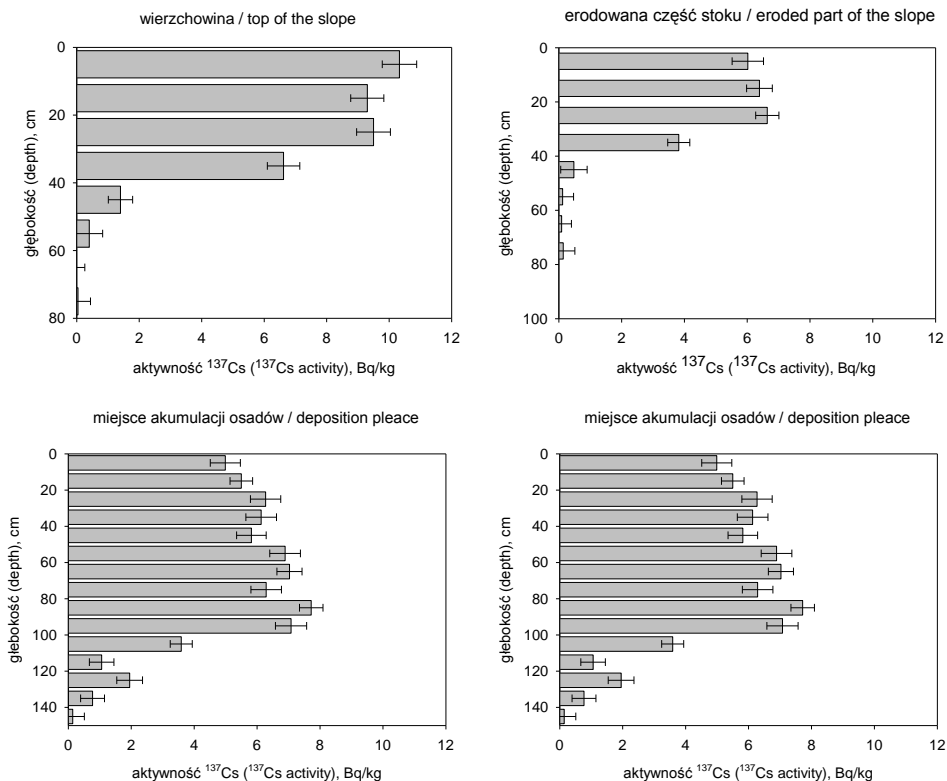 wierzchowina / top of the slope
głębokość (depth), cm
0
20
40
60
80
0 2 4 6 8 10 12
aktywność ¹³⁷Cs (¹³⁷Cs activity), Bq/kg
erodowana część stoku / eroded part of the slope
głębokość (depth), cm
0
20
40
60
80
100
0 2 4 6 8 10 12
aktywość ¹³⁷Cs (¹³⁷Cs activity), Bq/kg
miejsce akumulacji osadów / deposition pleace
głebokość (depth), cm
0
20
40
60
80
100
120
140
0 2 4 6 8 10 12
aktywność ¹³⁷Cs (¹³⁷Cs activity), Bq/kg
miejsce akumulacji osadów / deposition pleace
głebokość (depth), cm
0
20
40
60
80
100
120
140
0 2 4 6 8 10 12
aktywność ¹³⁷Cs (¹³⁷Cs activity), Bq/kg